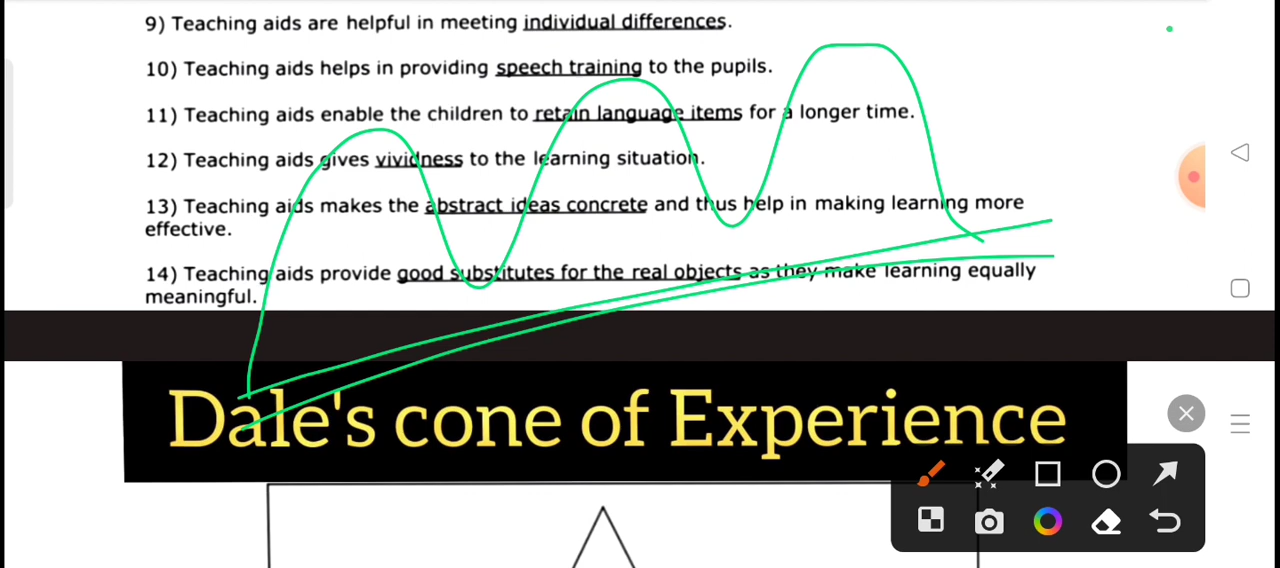 9) Teaching aids are helpful in meeting individual differences.
10) Teaching aids helps in providing speech training to the pupils.
11) Teaching aids enable the children to retain language items for a longer time.
12) Teaching aids gives vividness to the learning situation.
13) Teaching aids makes the abstract ideas concrete and thus help in making learning more
effective.
14) Teaching aids provide good substitutes for the real objects as they make learning equally
meaningful.
Dale's cone of Experience